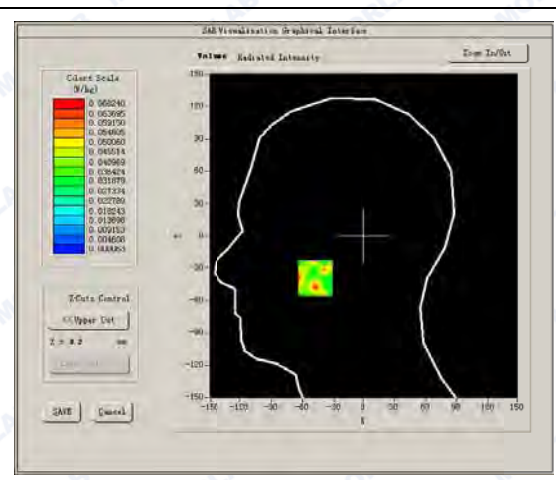 SAR Visualisation Graphical Interface
Volume Radiated Intensity
Zoom In/Out
Colors Scale
(W/kg)
0.068240
0.063695
0.059150
0.054605
0.050060
0.045514
0.040969
0.036424
0.031879
0.027334
0.022789
0.018243
0.013698
0.009153
0.004608
0.000063
150
120
90
60
30
0
-30
-60
-90
-120
-150
-150 -120 -90 -60 -30 0 30 60 90 120 150
X
Z Cuts Control
<<Upper Cut
SAVE Cancel